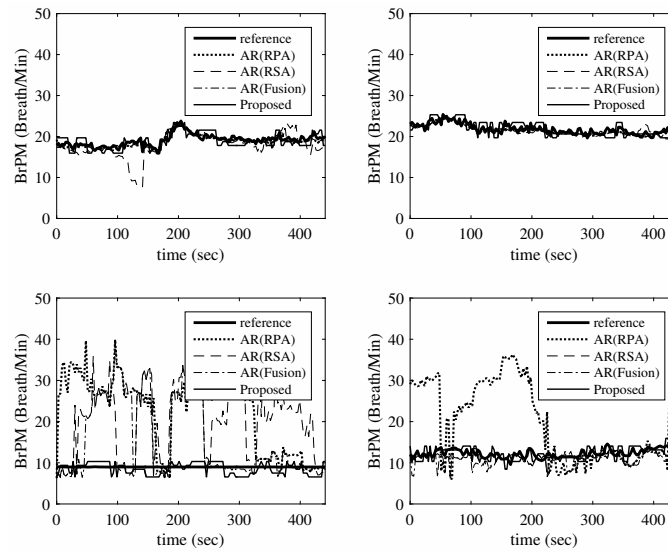 50
40
30
20
10
0
BrPM (Breath/Min)
reference
AR(RPA)
AR(RSA)
AR(Fusion)
Proposed
0 100 200 300 400
time (sec)
50
40
30
20
10
0
BrPM (Breath/Min)
reference
AR(RPA)
AR(RSA)
AR(Fusion)
Proposed
0 100 200 300 400
time (sec)
50
40
30
20
10
0
BrPM (Breath/Min)
reference
AR(RPA)
AR(RSA)
AR(Fusion)
Proposed
0 100 200 300 400
time (sec)
50
40
30
20
10
0
BrPM (Breath/Min)
reference
AR(RPA)
AR(RSA)
AR(Fusion)
Proposed
0 100 200 300 400
time (sec)